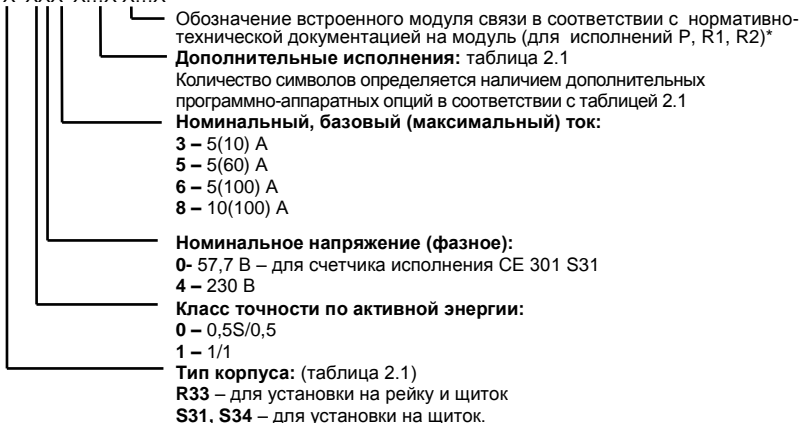 Обозначение встроенного модуля связи в соответствии с нормативно-
технической документацией на модуль (для исполнений P, R1, R2)*
Дополнительные исполнения: таблица 2.1
Количество символов определяется наличием дополнительных
программно-аппаратных опций в соответствии с таблицей 2.1
Номинальный, базовый (максимальный) ток:
3 – 5(10) А
5 – 5(60) А
6 – 5(100) А
8 – 10(100) А
Номинальное напряжение (фазное):
0- 57,7 В – для счетчика исполнения CE 301 S31
4 – 230 В
Класс точности по активной энергии:
0 – 0,5S/0,5
1 – 1/1
Тип корпуса: (таблица 2.1)
R33 – для установки на рейку и щиток
S31, S34 – для установки на щиток.